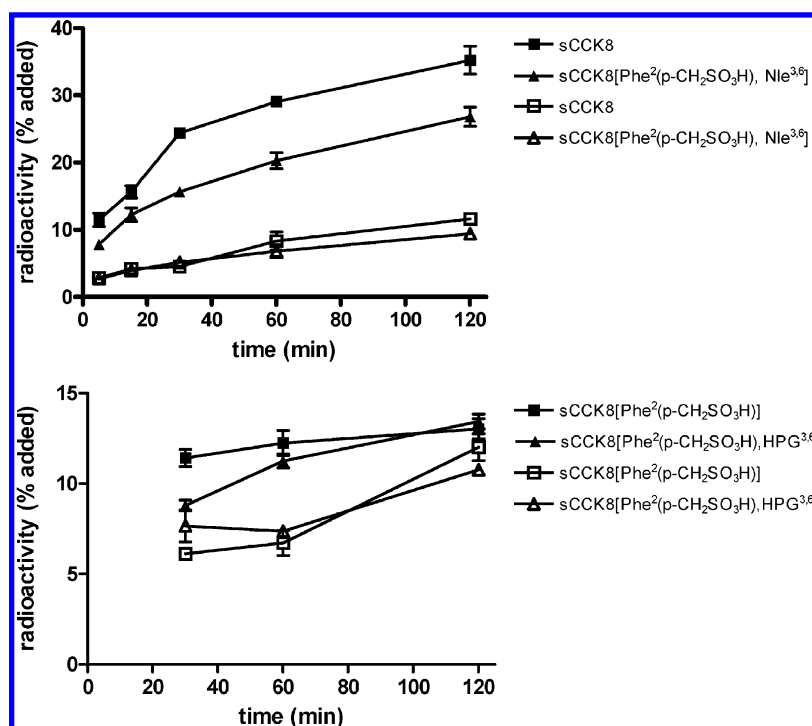 40
30
20
10
0
radioactivity (% added)
0 20 40 60 80 100 120
time (min)
sCCK8
sCCK8[Phe²(p-CH₂SO₃H), Nle³,⁶]
sCCK8
sCCK8[Phe²(p-CH₂SO₃H), Nle³,⁶]
15
10
5
0
radioactivity (% added)
0 20 40 60 80 100 120
time (min)
sCCK8[Phe²(p-CH₂SO₃H)]
sCCK8[Phe²(p-CH₂SO₃H),HPG³,⁶
sCCK8[Phe²(p-CH₂SO₃H)]
sCCK8[Phe²(p-CH₂SO₃H),HPG³,⁶